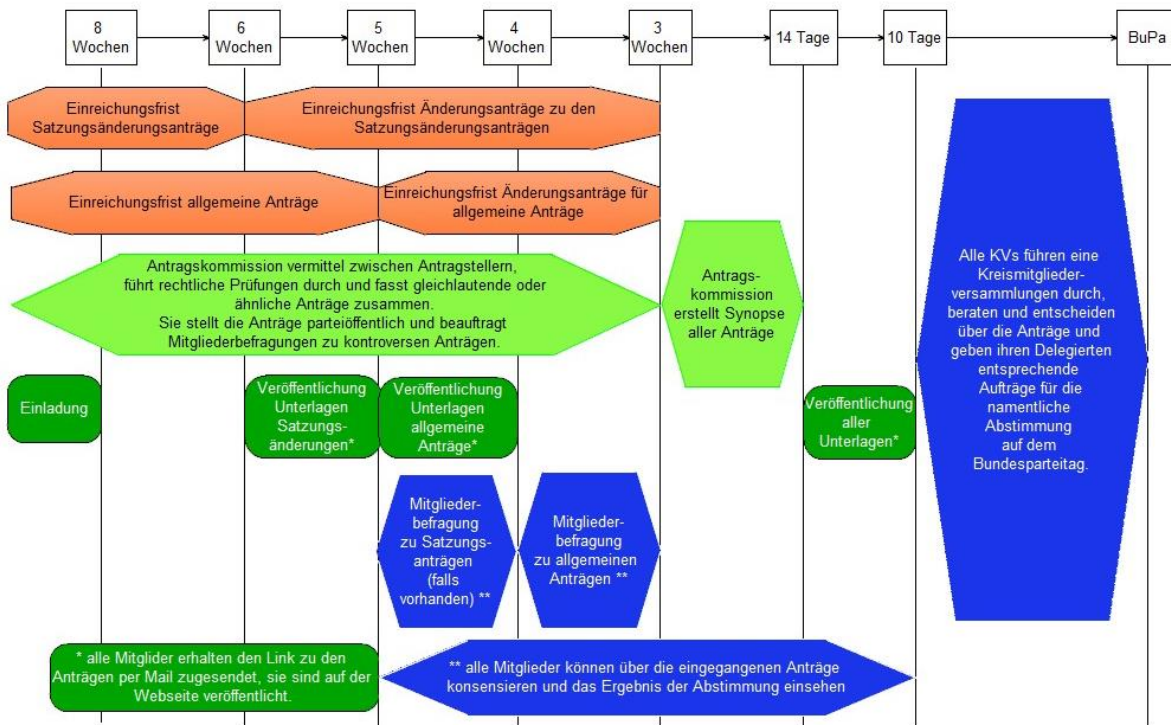 8
Wochen
6
Wochen
5
Wochen
4
Wochen
3
Wochen
14 Tage
10 Tage
BuPa
Einreichungsfrist
Satzungsänderungsanträge
Einreichungsfrist Änderungsanträge zu den
Satzungsänderungsanträgen
Einreichungsfrist allgemeine Anträge
Einreichungsfrist Änderungsanträge für
allgemeine Anträge
Antragskommission vermittel zwischen Antragstellern,
führt rechtliche Prüfungen durch und fasst gleichlautende oder
ähnliche Anträge zusammen.
Sie stellt die Anträge parteiöffentlich und beauftragt
Mitgliederbefragungen zu kontroversen Anträgen.
Antrags-
kommission
erstellt Synopse
aller Anträge
Alle KVs führen eine
Kreismitglieder-
versammlungen durch,
beraten und entscheiden
über die Anträge und
geben ihren Delegierten
entsprechende
Aufträge für die
namentliche
Abstimmung
auf dem
Bundesparteitag.
Einladung
Veröffentlichung
Unterlagen
Satzungs-
änderungen*
Veröffentlichung
Unterlagen
allgemeine
Anträge*
Veröffentlichung
aller
Unterlagen*
Mitglieder-
befragung
zu Satzungs-
anträgen
(falls
vorhanden) **
Mitglieder-
befragung
zu allgemeinen
Anträgen **
* alle Mitglider erhalten den Link zu den
Anträgen per Mail zugesendet, sie sind auf der
Webseite veröffentlicht.
** alle Mitglieder können über die eingegangenen Anträge
konsensieren und das Ergebnis der Abstimmung einsehen